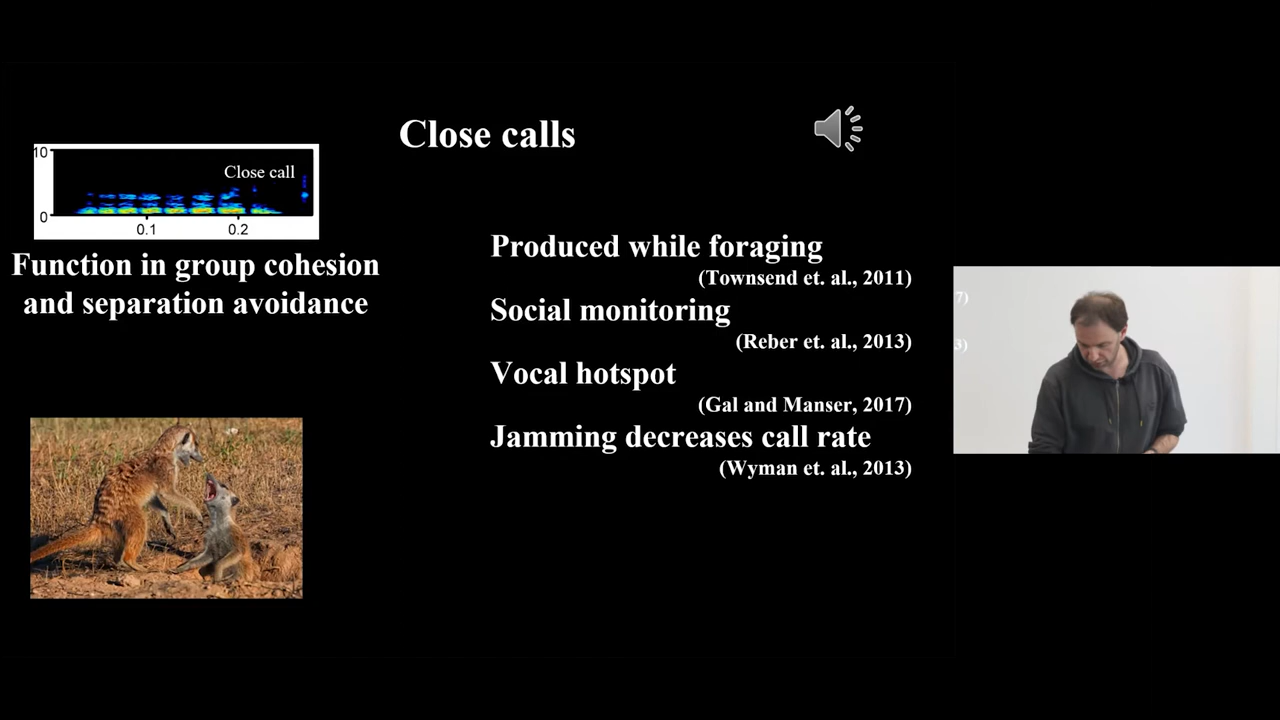 Close calls
10
Close call
0
0.1
0.2
Function in group cohesion
and separation avoidance
Produced while foraging
(Townsend et. al., 2011)
Social monitoring
(Reber et. al., 2013)
Vocal hotspot
(Gal and Manser, 2017)
Jamming decreases call rate
(Wyman et. al., 2013)
7)
3)